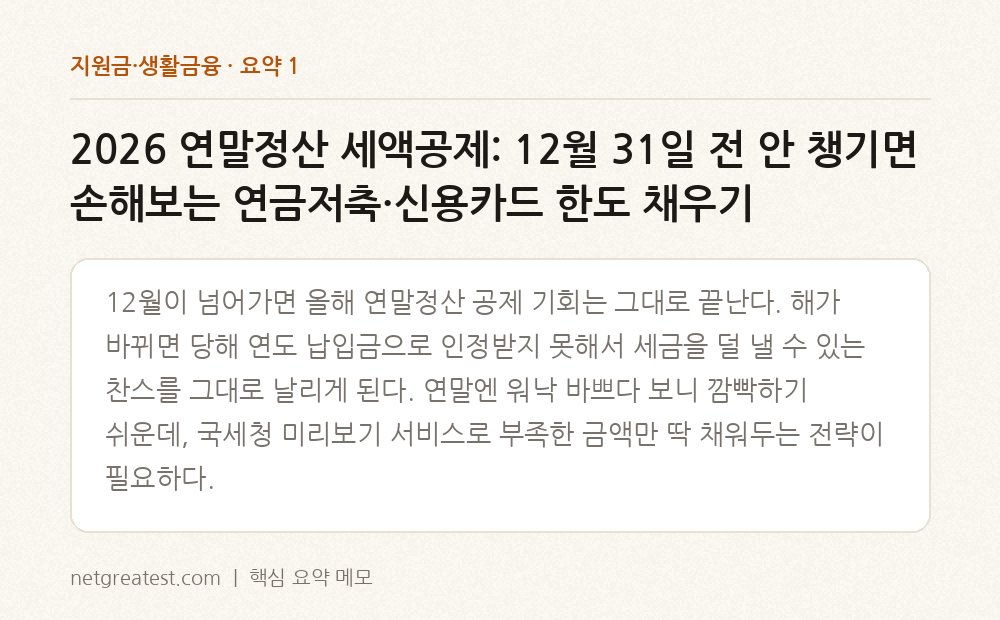 지원금·생활금융 · 요약 1
2026 연말정산 세액공제: 12월 31일 전 안 챙기면
손해보는 연금저축·신용카드 한도 채우기
12월이 넘어가면 올해 연말정산 공제 기회는 그대로 끝난다. 해가
바뀌면 당해 연도 납입금으로 인정받지 못해서 세금을 덜 낼 수 있는
찬스를 그대로 날리게 된다. 연말엔 워낙 바쁘다 보니 깜빡하기
쉬운데, 국세청 미리보기 서비스로 부족한 금액만 딱 채워두는 전략이
필요하다.
netgreatest.com | 핵심 요약 메모